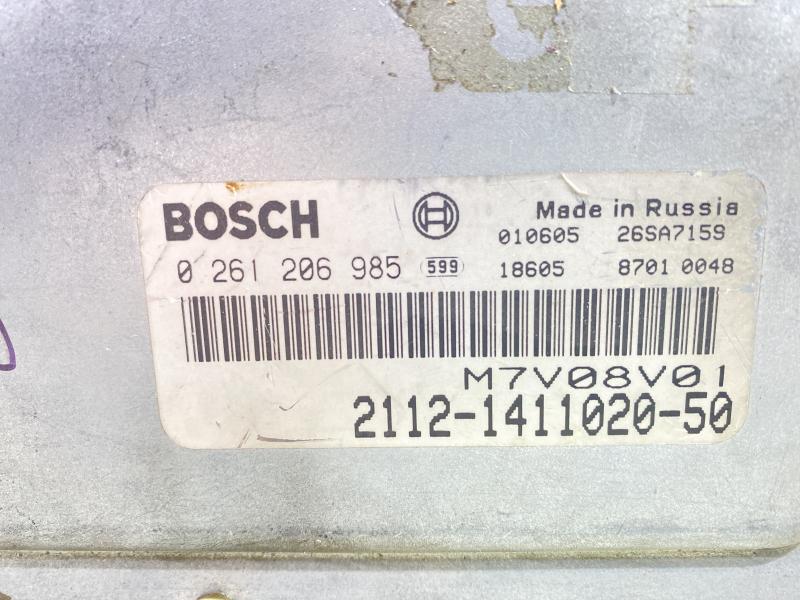 BOSCH
Made in Russia
010605 26SA7159
0 261 206 985 599 18605 8701 0048
M7V08V01
2112-1411020-50